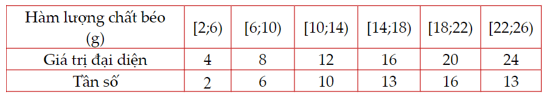 Hàm lượng chất béo (g) [2;6) [6;10) [10;14) [14;18) [18;22) [22;26)
Giá trị đại diện 4 8 12 16 20 24
Tần số 2 6 10 13 16 13